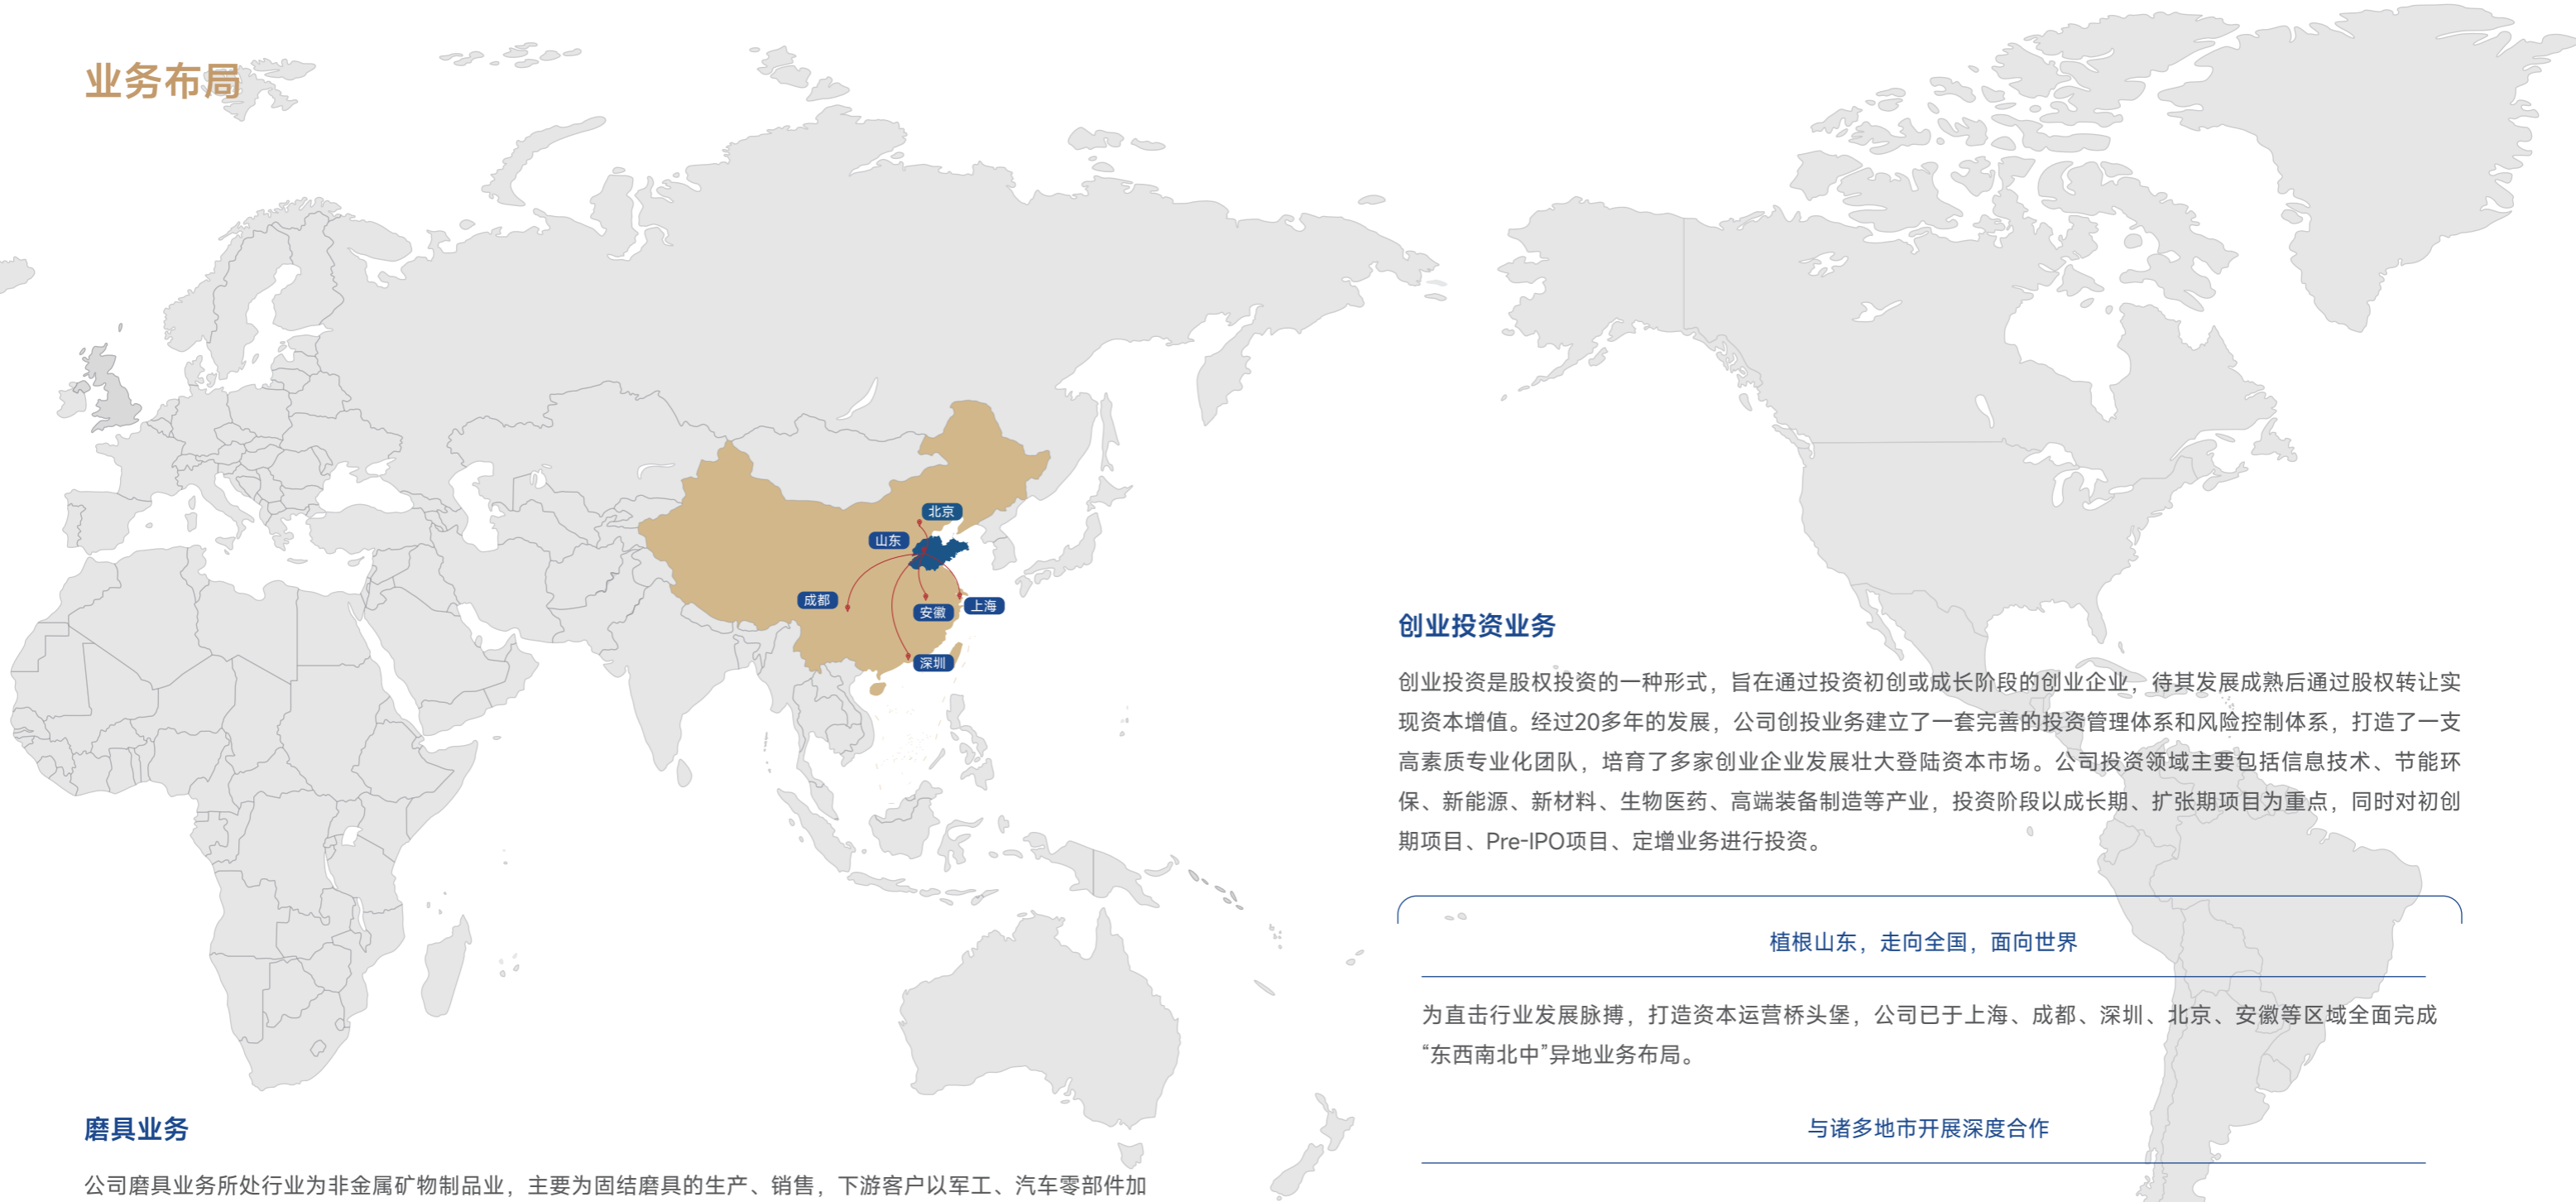 业务布局
北京
山东
成都
安徽
上海
深圳
磨具业务
公司磨具业务所处行业为非金属矿物制品业，主要为固结磨具的生产、销售，下游客户以军工、汽车零部件加
创业投资业务
创业投资是股权投资的一种形式，旨在通过投资初创或成长阶段的创业企业，待其发展成熟后通过股权转让实
现资本增值。经过20多年的发展，公司创投业务建立了一套完善的投资管理体系和风险控制体系，打造了一支
高素质专业化团队，培育了多家创业企业发展壮大登陆资本市场。公司投资领域主要包括信息技术、节能环
保、新能源、新材料、生物医药、高端装备制造等产业，投资阶段以成长期、扩张期项目为重点，同时对初创
期项目、Pre-IPO项目、定增业务进行投资。
植根山东，走向全国，面向世界
为直击行业发展脉搏，打造资本运营桥头堡，公司已于上海、成都、深圳、北京、安徽等区域全面完成
“东西南北中”异地业务布局。
与诸多地市开展深度合作